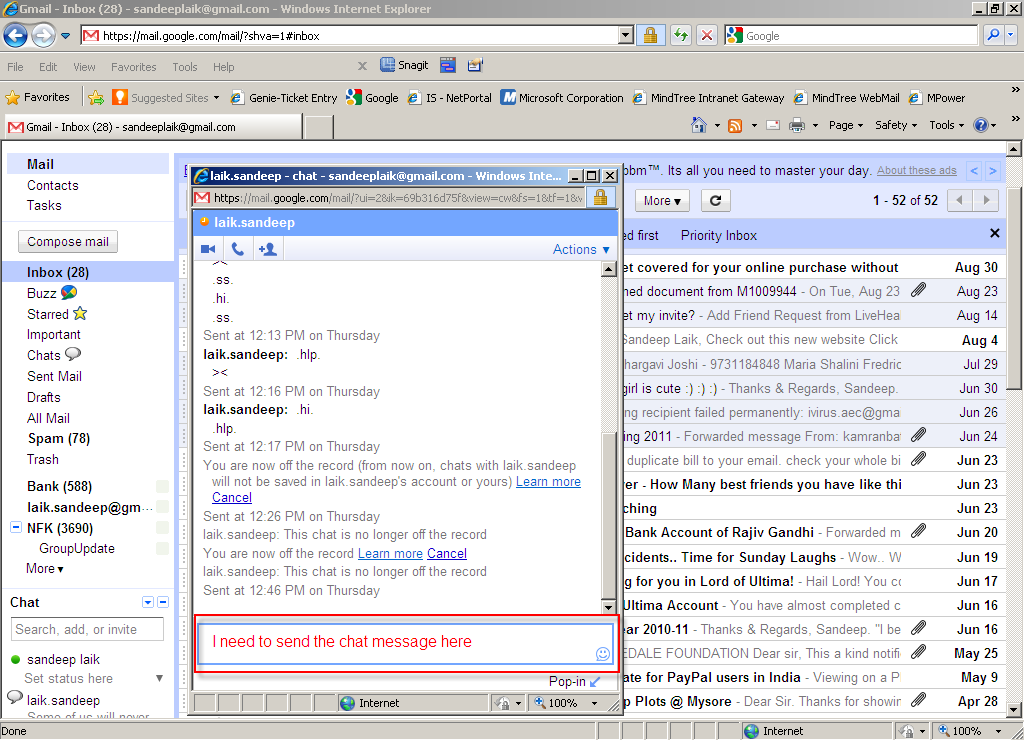 Gmail - Inbox (28) - sandeeplaik@gmail.com - Windows Internet Explorer
https://mail.google.com/mail/?shva=1#inbox
Google
File Edit View Favorites Tools Help
x Snagit
Favorites
Suggested Sites
Genie-Ticket Entry
Google
IS - NetPortal
Microsoft Corporation
MindTree Intranet Gateway
MindTree WebMail
MPower
Gmail - Inbox (28) - sandeeplaik@gmail.com
Page Safety Tools
Mail
Contacts
Tasks
Compose mail
Inbox (28)
Buzz
Starred
Important
Chats
Sent Mail
Drafts
All Mail
Spam (78)
Trash
Bank (588)
laik.sandeep@gm...
NFK (3690)
GroupUpdate
More
Chat
Search, add, or invite
sandeep laik
Set status here
laik.sandeep
Some of us will never
laik.sandeep - chat - sandeeplaik@gmail.com - Windows Inte...
https://mail.google.com/mail/?ui=2&ik=69b316d75f&view=cw&fs=1&tf=1&v
laik.sandeep
Actions
><
.ss.
.hi.
.ss.
Sent at 12:13 PM on Thursday
laik.sandeep: .hlp.
><
Sent at 12:16 PM on Thursday
laik.sandeep: .hi.
.hlp.
Sent at 12:17 PM on Thursday
You are now off the record (from now on, chats with laik.sandeep
will not be saved in laik.sandeep's account or yours) Learn more
Cancel
Sent at 12:26 PM on Thursday
laik.sandeep: This chat is no longer off the record
You are now off the record Learn more Cancel
laik.sandeep: This chat is no longer off the record
Sent at 12:46 PM on Thursday
I need to send the chat message here
Pop-in
Internet 100%
bbm™. Its all you need to master your day. About these ads < >
More
1 - 52 of 52
ed first Priority Inbox
et covered for your online purchase without Aug 30
ned document from M1009944 - On Tue, Aug 23 Aug 23
et my invite? - Add Friend Request from LiveHeal Aug 14
Sandeep Laik, Check out this new website Click Aug 4
hargavi Joshi - 9731184848 Maria Shalini Fredric Jul 29
girl is cute :) :) :) - Thanks & Regards, Sandeep. Jun 30
ng recipient failed permanently: ivirus.aec@gma Jun 26
ing 2011 - Forwarded message From: kamranbat Jun 24
duplicate bill to your email. check your whole bi Jun 23
er - How Many best friends you have like thi Jun 23
ching Jun 23
Bank Account of Rajiv Gandhi - Forwarded m Jun 20
cidents.. Time for Sunday Laughs - Wow.. W Jun 19
g for you in Lord of Ultima! - Hail Lord! You co Jun 17
Ultima Account - You have almost completed c Jun 16
ar 2010-11 - Thanks & Regards, Sandeep. "I be Jun 16
EDALE FOUNDATION Dear sir, This a kind notifi May 25
ate for PayPal users in India - Viewing on a P May 9
p Plots @ Mysore - Dear Sir. Thanks for showin Apr 28
Done
Internet 100%